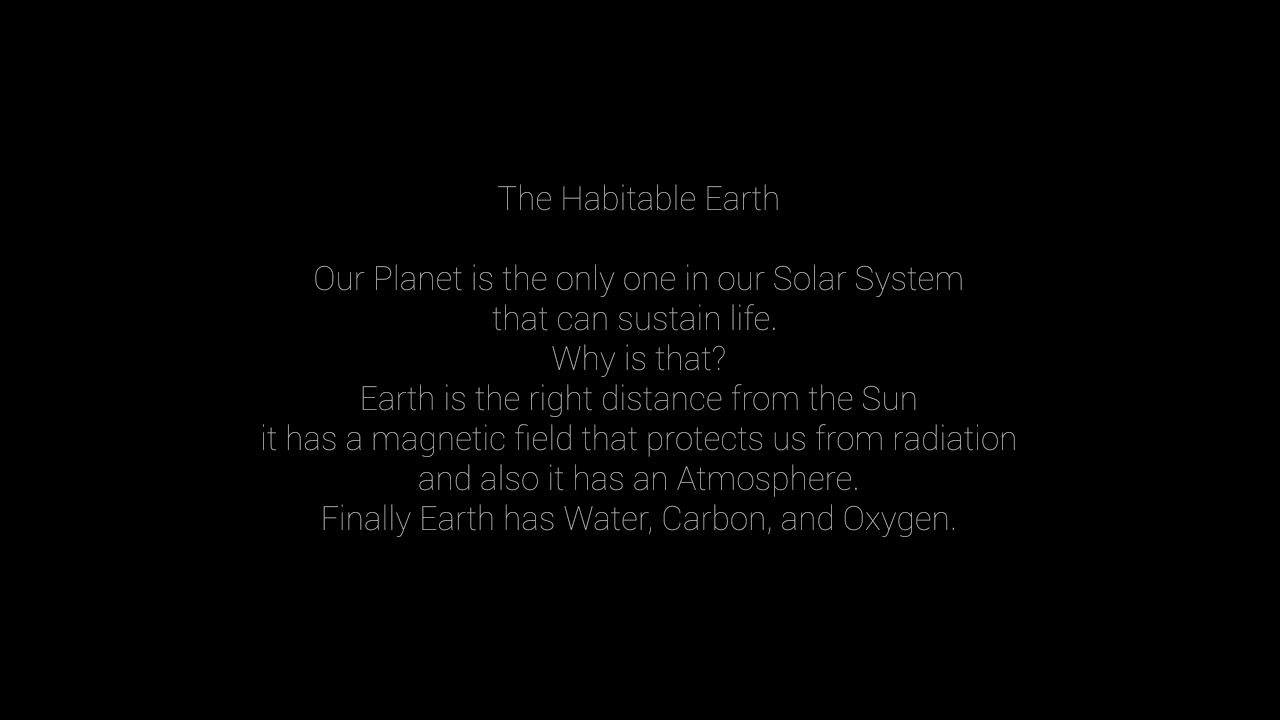 The Habitable Earth
Our Planet is the only one in our Solar System
that can sustain life.
Why is that?
Earth is the right distance from the Sun
it has a magnetic field that protects us from radiation
and also it has an Atmosphere.
Finally Earth has Water, Carbon, and Oxygen.